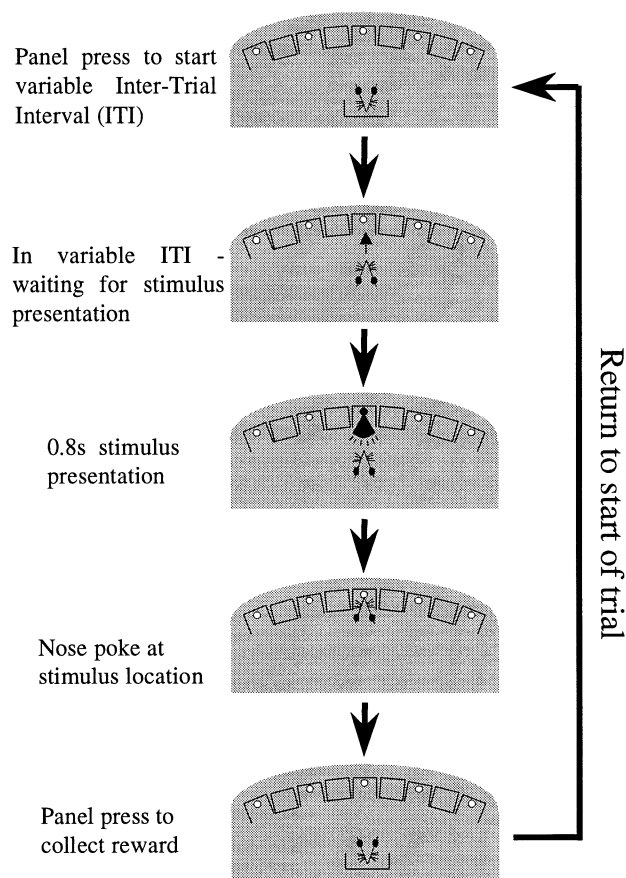 Panel press to start
variable Inter-Trial
Interval (ITI)
In variable ITI -
waiting for stimulus
presentation
0.8s stimulus
presentation
Nose poke at
stimulus location
Panel press to
collect reward
Return to start of trial